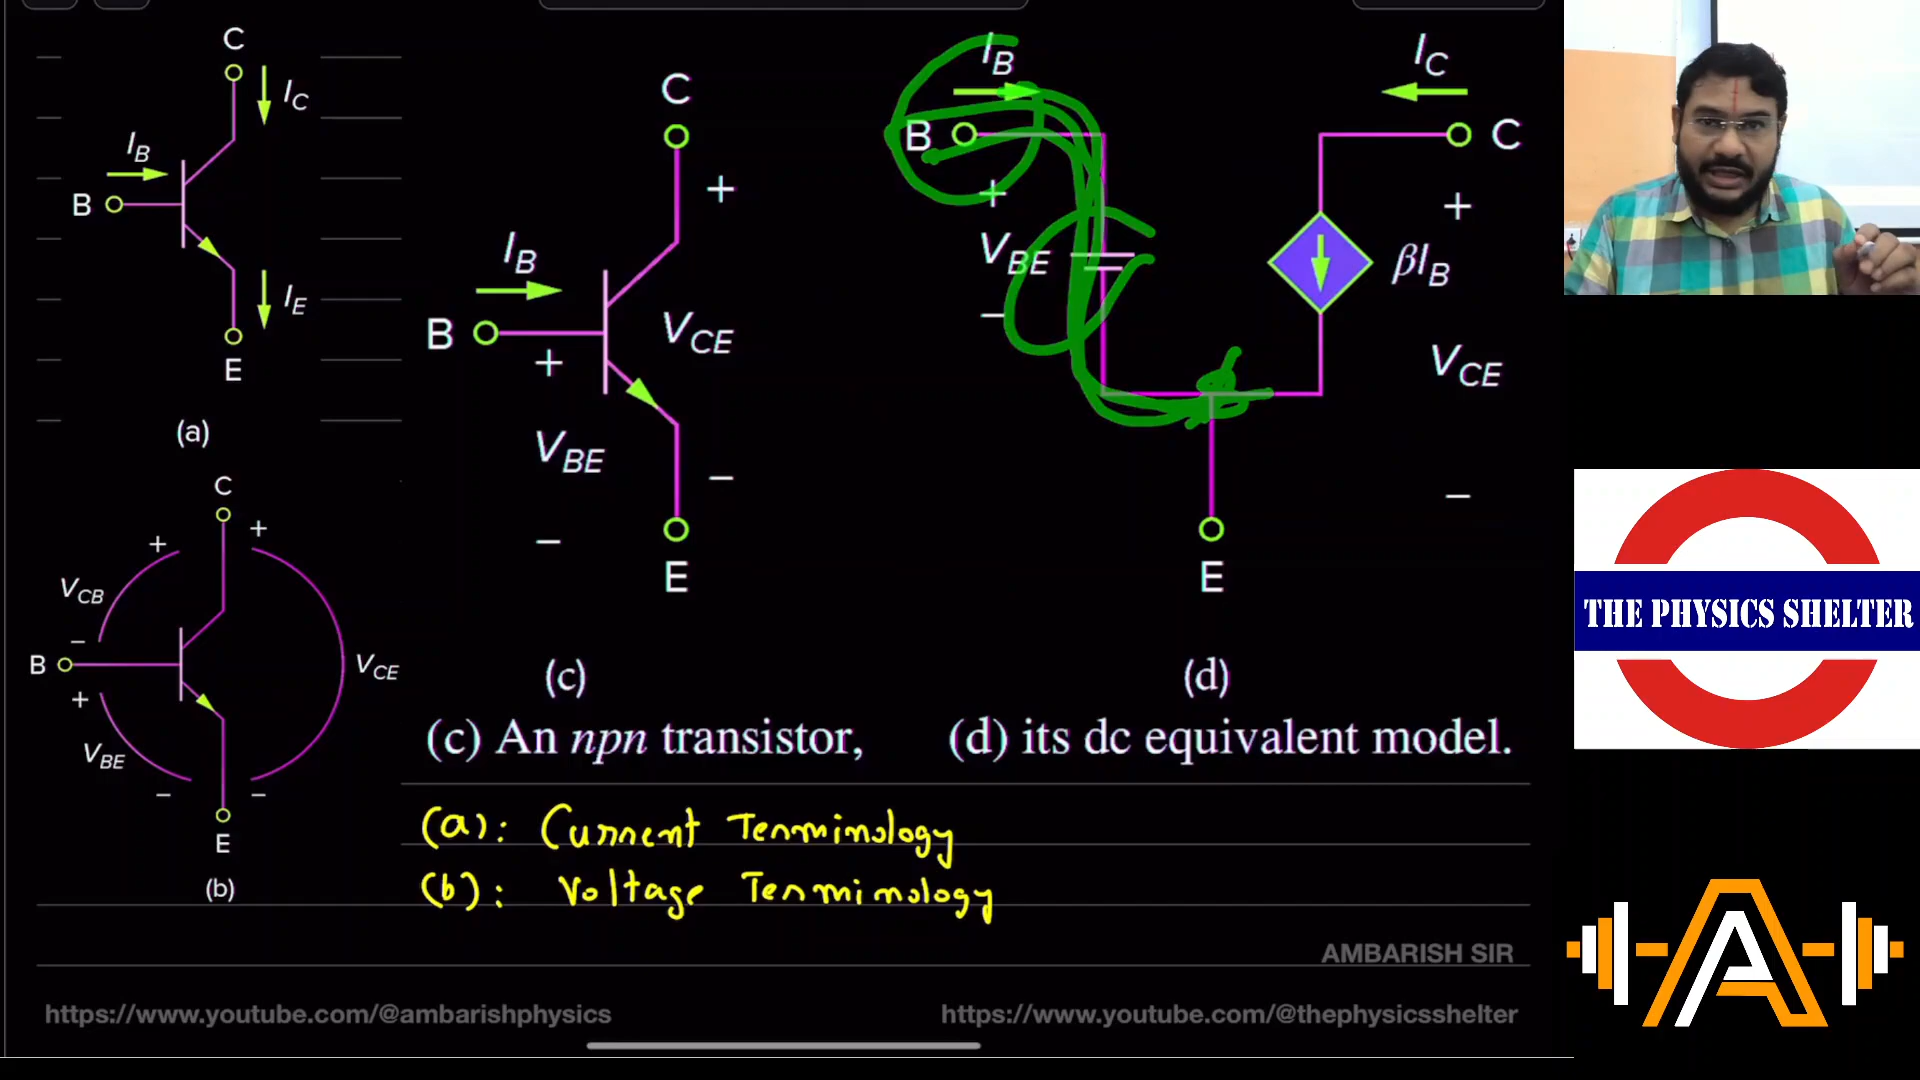 C
I_C
I_B
B
I_E
E
(a)
C
+
+
V_CB
−
B
+
V_CE
V_BE
−
−
E
(b)
C
+
I_B
B
V_CE
+
V_BE
−
−
E
(c)
I_B
I_C
B
C
+
+
V_BE
βI_B
−
V_CE
−
E
(d)
(c) An npn transistor,
(d) its dc equivalent model.
(a): Current Terminology
(b): Voltage Terminology
AMBARISH SIR
https://www.youtube.com/@ambarishphysics
https://www.youtube.com/@thephysicsshelter
THE PHYSICS SHELTER
A